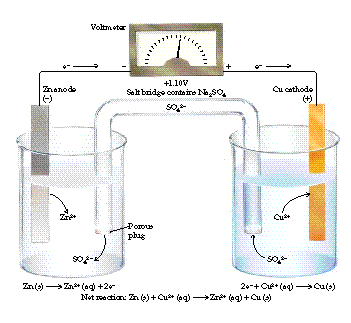 Voltmeter
e⁻ → − + e⁻ →
+1.10V
Zn anode
(−)
Cu cathode
(+)
Salt bridge contains Na₂SO₄
SO₄²⁻
Zn²⁺
Cu²⁺
Porous
plug
SO₄²⁻
SO₄²⁻
Zn (s) → Zn²⁺ (aq) + 2e⁻
2e⁻ + Cu²⁺ (aq) → Cu (s)
Net reaction: Zn (s) + Cu²⁺ (aq) → Zn²⁺ (aq) + Cu (s)